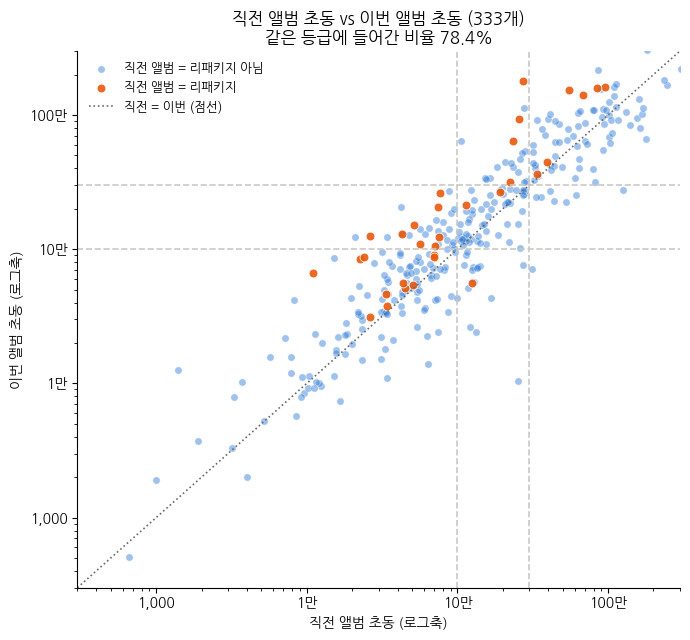 직전 앨범 초동 vs 이번 앨범 초동 (333개)
같은 등급에 들어간 비율 78.4%
직전 앨범 = 리패키지 아님
직전 앨범 = 리패키지
직전 = 이번 (점선)
이번 앨범 초동 (로그축)
100만
10만
1만
1,000
1,000
1만
10만
100만
직전 앨범 초동 (로그축)